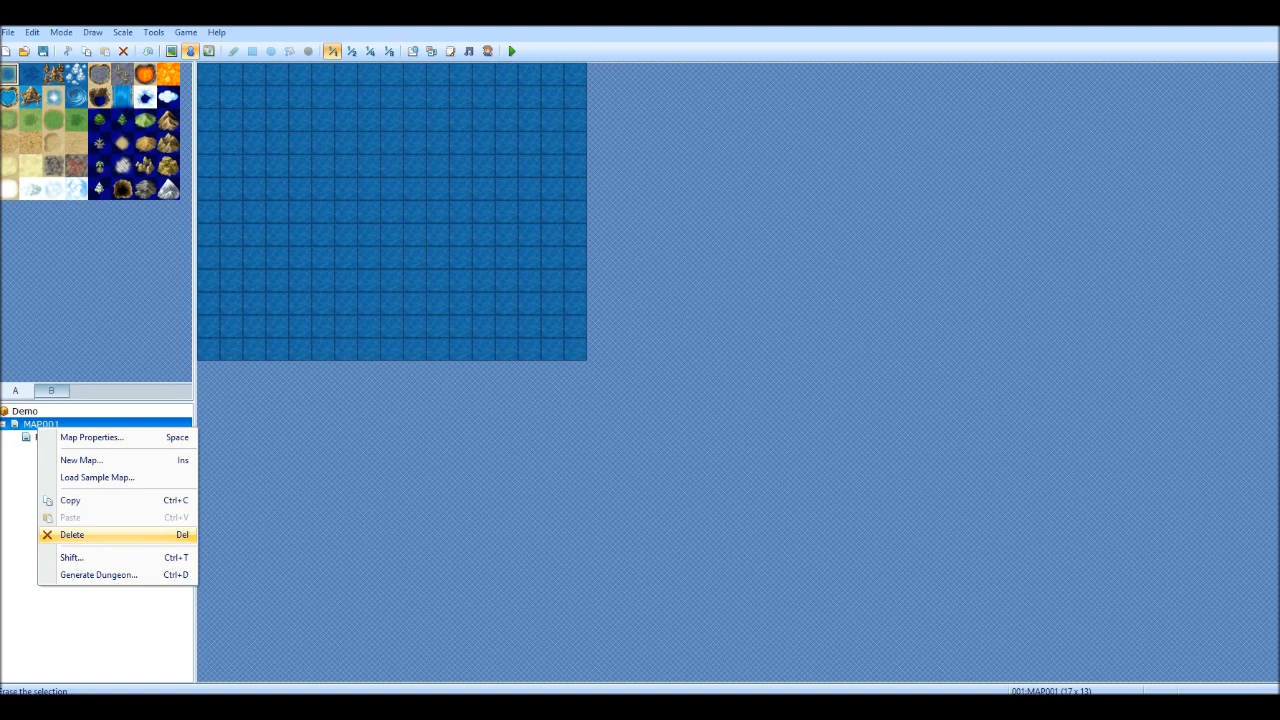 File Edit Mode Draw Scale Tools Game Help
A B
Demo
MAP001
Map Properties... Space
New Map... Ins
Load Sample Map...
Copy Ctrl+C
Paste Ctrl+V
Delete Del
Shift... Ctrl+T
Generate Dungeon... Ctrl+D
Erase the selection 001:MAP001 (17 x 13)